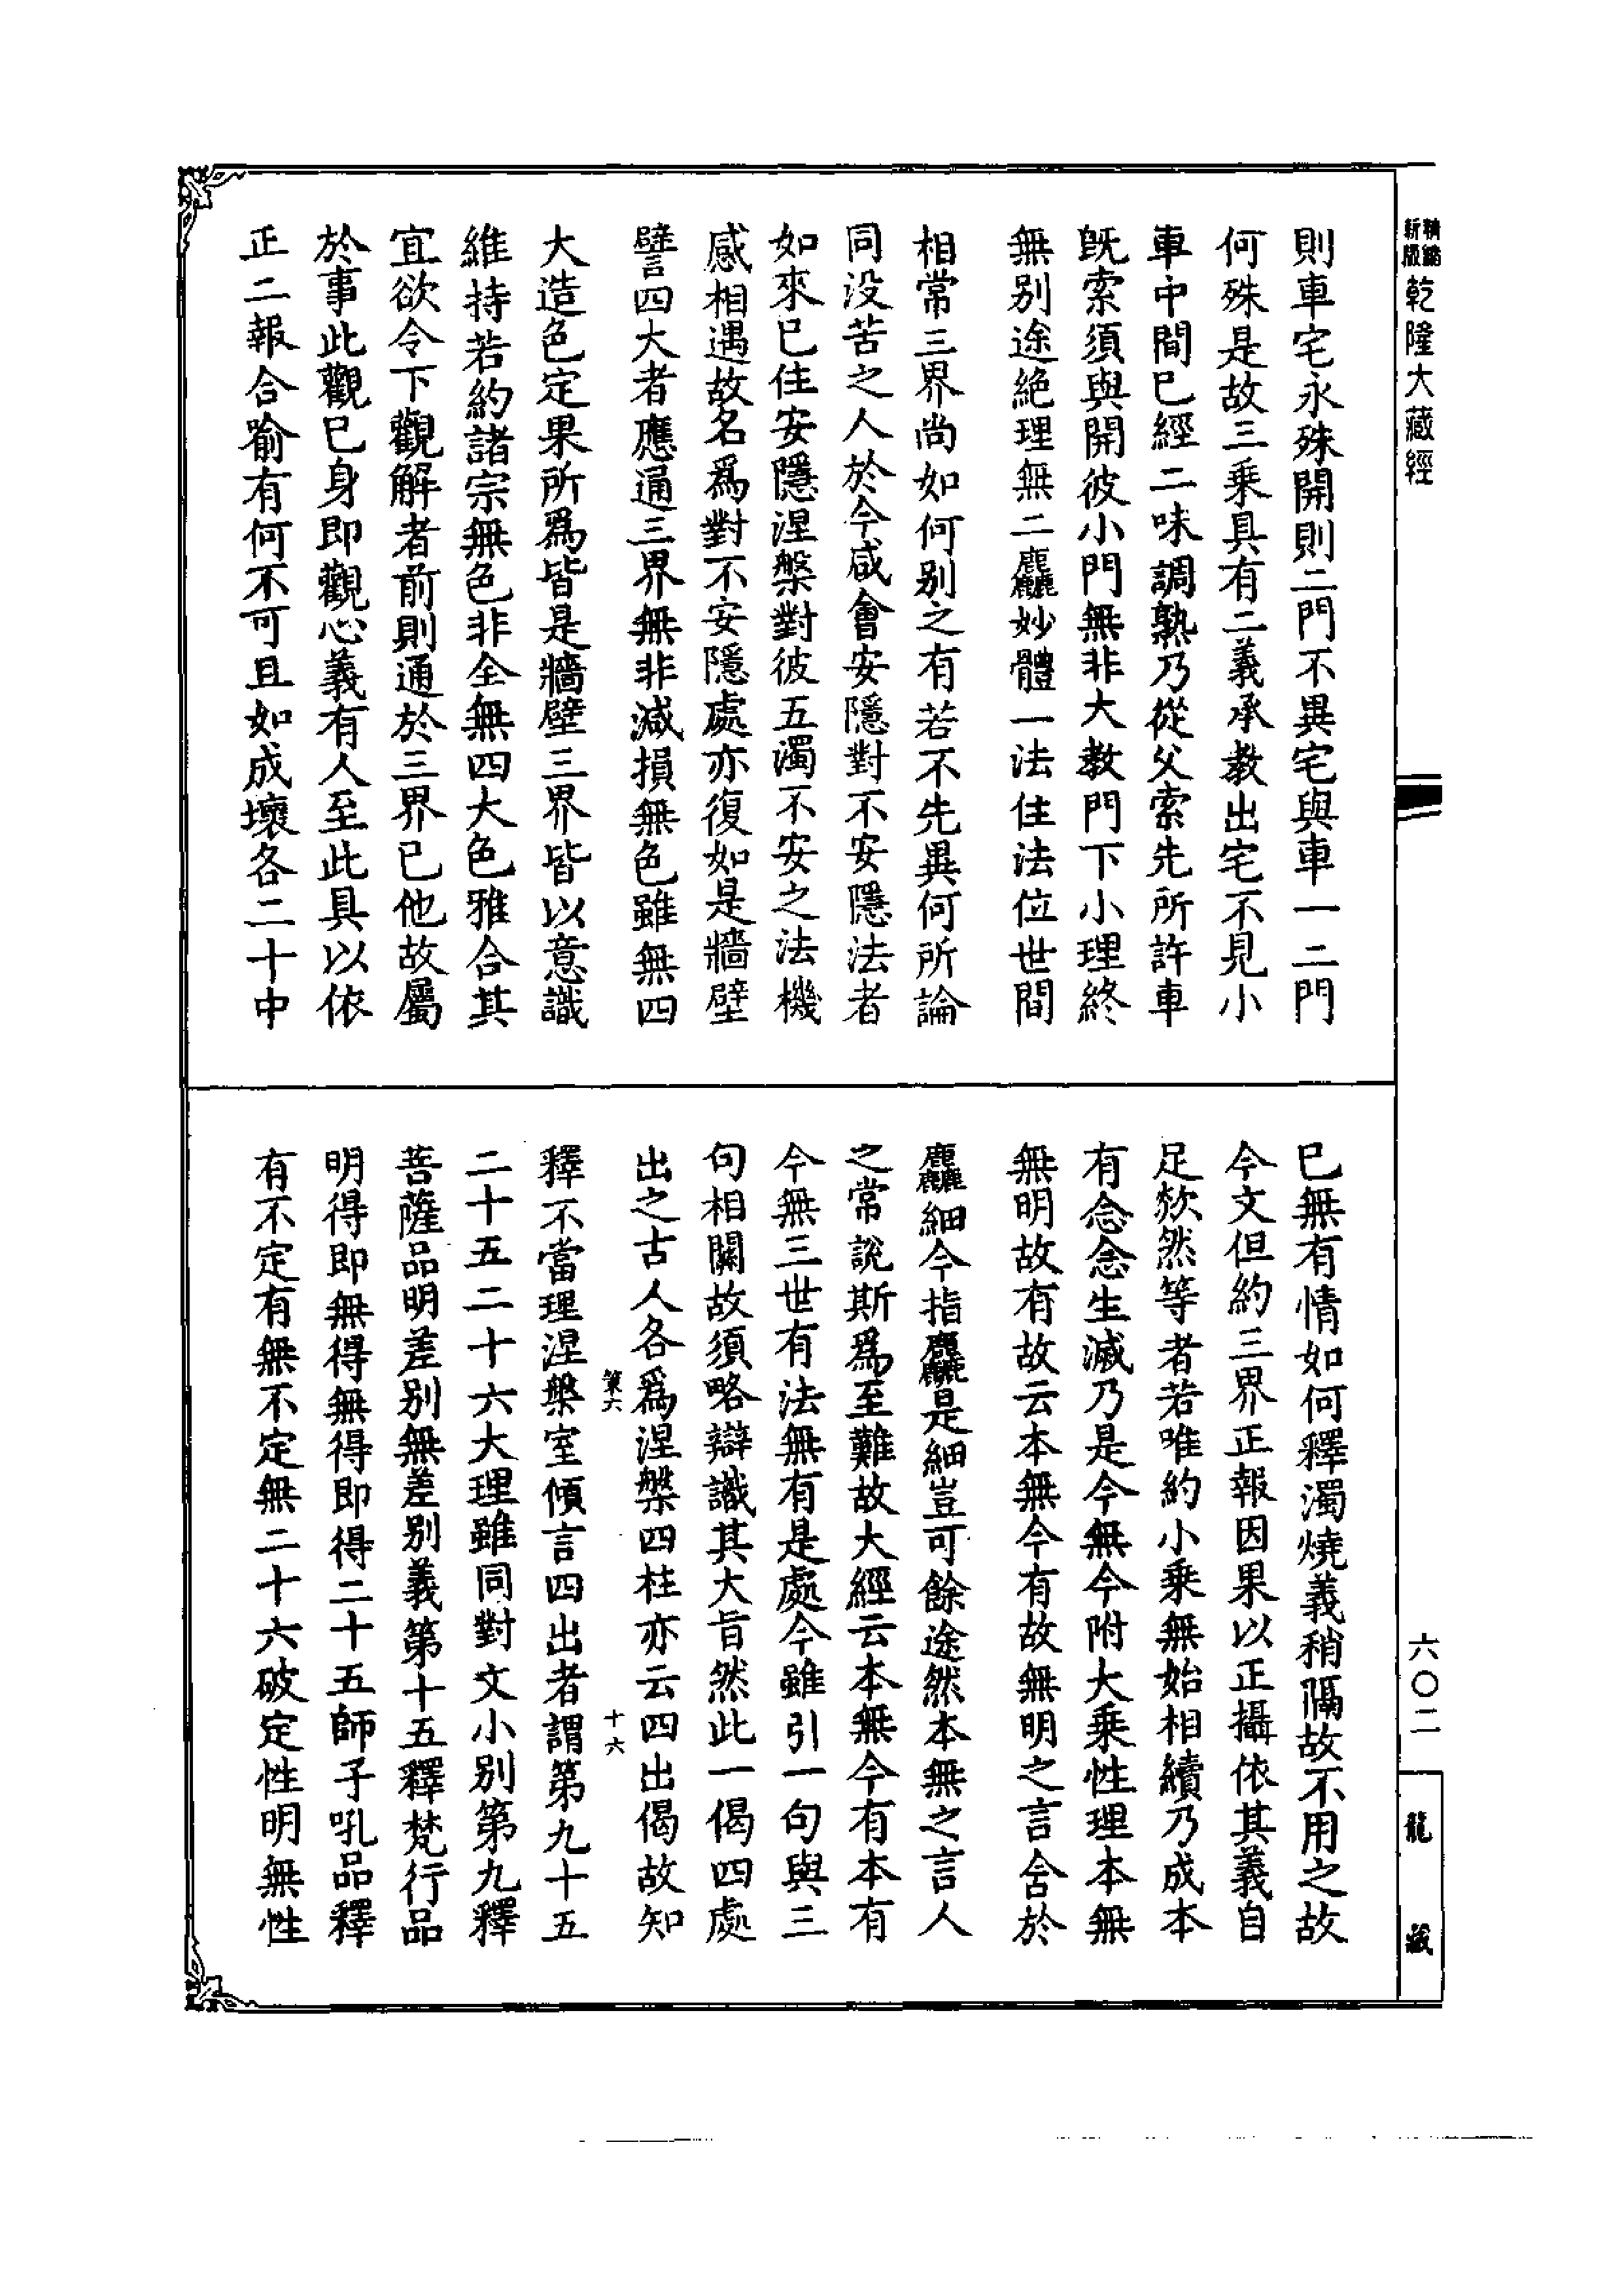 精縮新版乾隆大藏經
則車宅永殊開則二門不異宅與車一二門
何殊是故三乘具有二義承教出宅不見小
車中間已經二味調熟乃從父索先所許車
既索須與開彼小門無非大教門下小理終
無別途絶理無二麤妙體一法住法位世間
相常三界尚如何別之有若不先異何所論
同沒苦之人於今咸會安隱對不安隱法者
如來已住安隱涅槃對彼五濁不安之法機
感相遇故名爲對不安隱處亦復如是牆壁
譬四大者應通三界無非減損無色雖無四
大造色定果所爲皆是牆壁三界皆以意識
維持若約諸宗無色非全無四大色雅合其
宜欲令下觀解者前則通於三界已他故屬
於事此觀已身即觀心義有人至此具以依
正二報合喻有何不可且如成壞各二十中
已無有情如何釋濁燒義稍隔故不用之故
今文但約三界正報因果以正攝依其義自
足欻然等者若唯約小乘無始相續乃成本
有念念生滅乃是今無今附大乘性理本無
無明故有故云本無今有故無明之言含於
麤細今指麤是細豈可餘途然本無之言人
之常說斯爲至難故大經云本無今有本有
今無三世有法無有是處今雖引一句與三
句相關故須略辯識其大旨然此一偈四處
出之古人各爲涅槃四柱亦云四出偈故知
策六 十六
釋不當理涅槃室傾言四出者謂第九十五
二十五二十六大理雖同對文小別第九釋
菩薩品明差別無差別義第十五釋梵行品
明得即無得無得即得二十五師子吼品釋
有不定有無不定無二十六破定性明無性
六〇二
龍藏